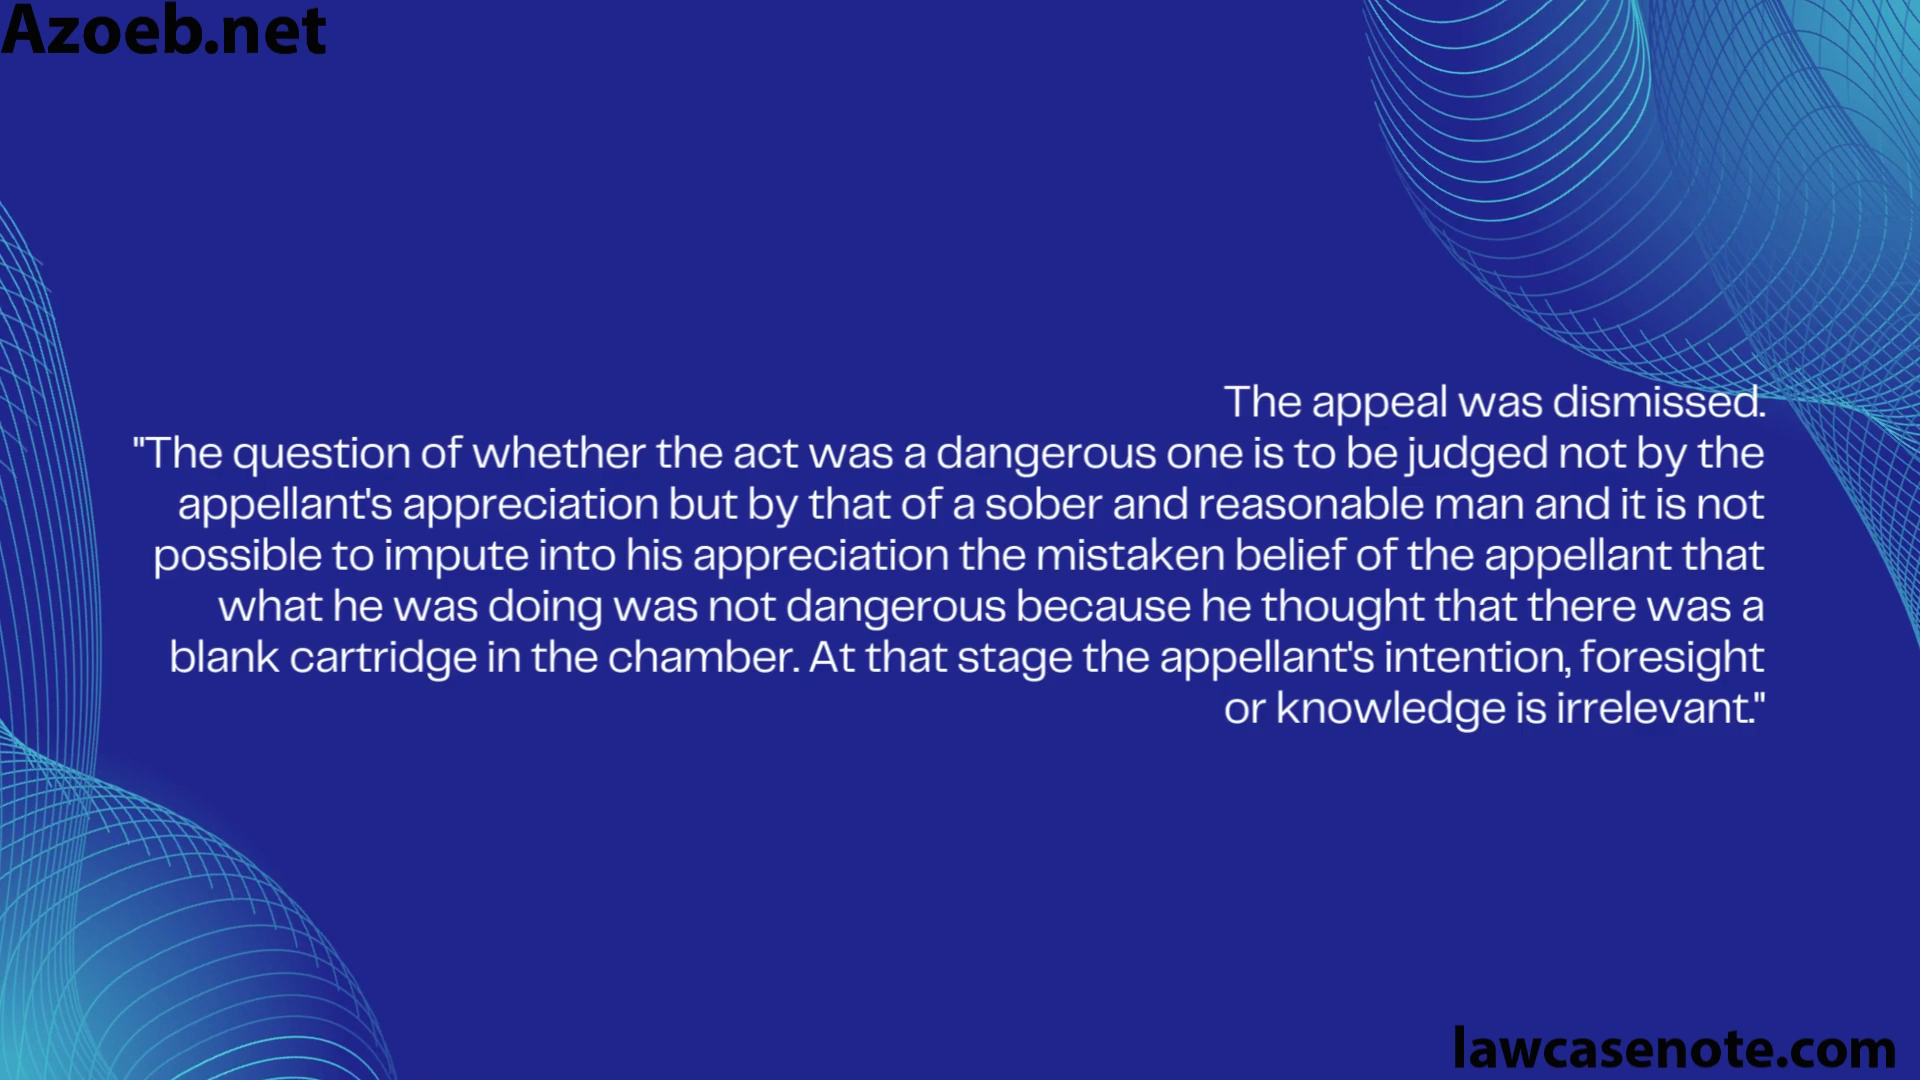 Azoeb.net
The appeal was dismissed.
"The question of whether the act was a dangerous one is to be judged not by the
appellant's appreciation but by that of a sober and reasonable man and it is not
possible to impute into his appreciation the mistaken belief of the appellant that
what he was doing was not dangerous because he thought that there was a
blank cartridge in the chamber. At that stage the appellant's intention, foresight
or knowledge is irrelevant."
lawcasenote.com